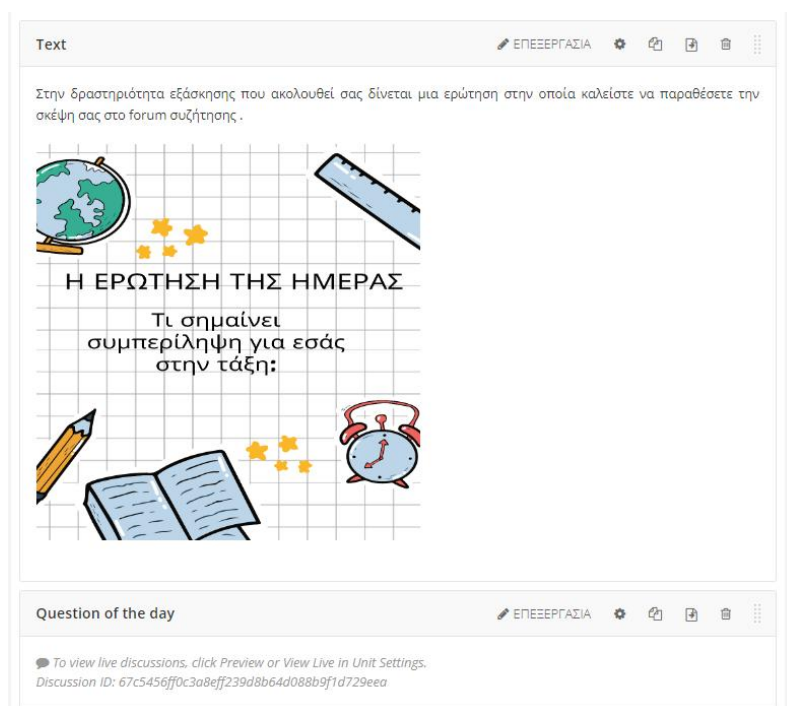 Text
ΕΠΕΞΕΡΓΑΣΙΑ
Στην δραστηριότητα εξάσκησης που ακολουθεί σας δίνεται μια ερώτηση στην οποία καλείστε να παραθέσετε την
σκέψη σας στο forum συζήτησης .
Η ΕΡΩΤΗΣΗ ΤΗΣ ΗΜΕΡΑΣ
Τι σημαίνει
συμπερίληψη για εσάς
στην τάξη:
Question of the day
ΕΠΕΞΕΡΓΑΣΙΑ
To view live discussions, click Preview or View Live in Unit Settings.
Discussion ID: 67c5456ff0c3a8eff239d8b64d088b9f1d729eea